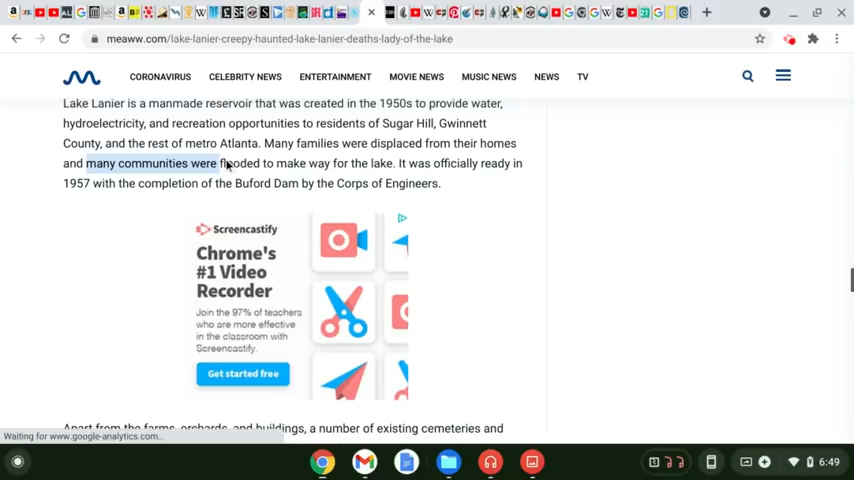 meaww.com/lake-lanier-creepy-haunted-lake-lanier-deaths-lady-of-the-lake
CORONAVIRUS CELEBRITY NEWS ENTERTAINMENT MOVIE NEWS MUSIC NEWS NEWS TV
Lake Lanier is a manmade reservoir that was created in the 1950s to provide water,
hydroelectricity, and recreation opportunities to residents of Sugar Hill, Gwinnett
County, and the rest of metro Atlanta. Many families were displaced from their homes
and many communities were flooded to make way for the lake. It was officially ready in
1957 with the completion of the Buford Dam by the Corps of Engineers.
Screencastify
Chrome's
#1 Video
Recorder
Join the 97% of teachers
who are more effective
in the classroom with
Screencastify.
Get started free
Apart from the farms, orchards, and buildings, a number of existing cemeteries and
Waiting for www.google-analytics.com...
6:49